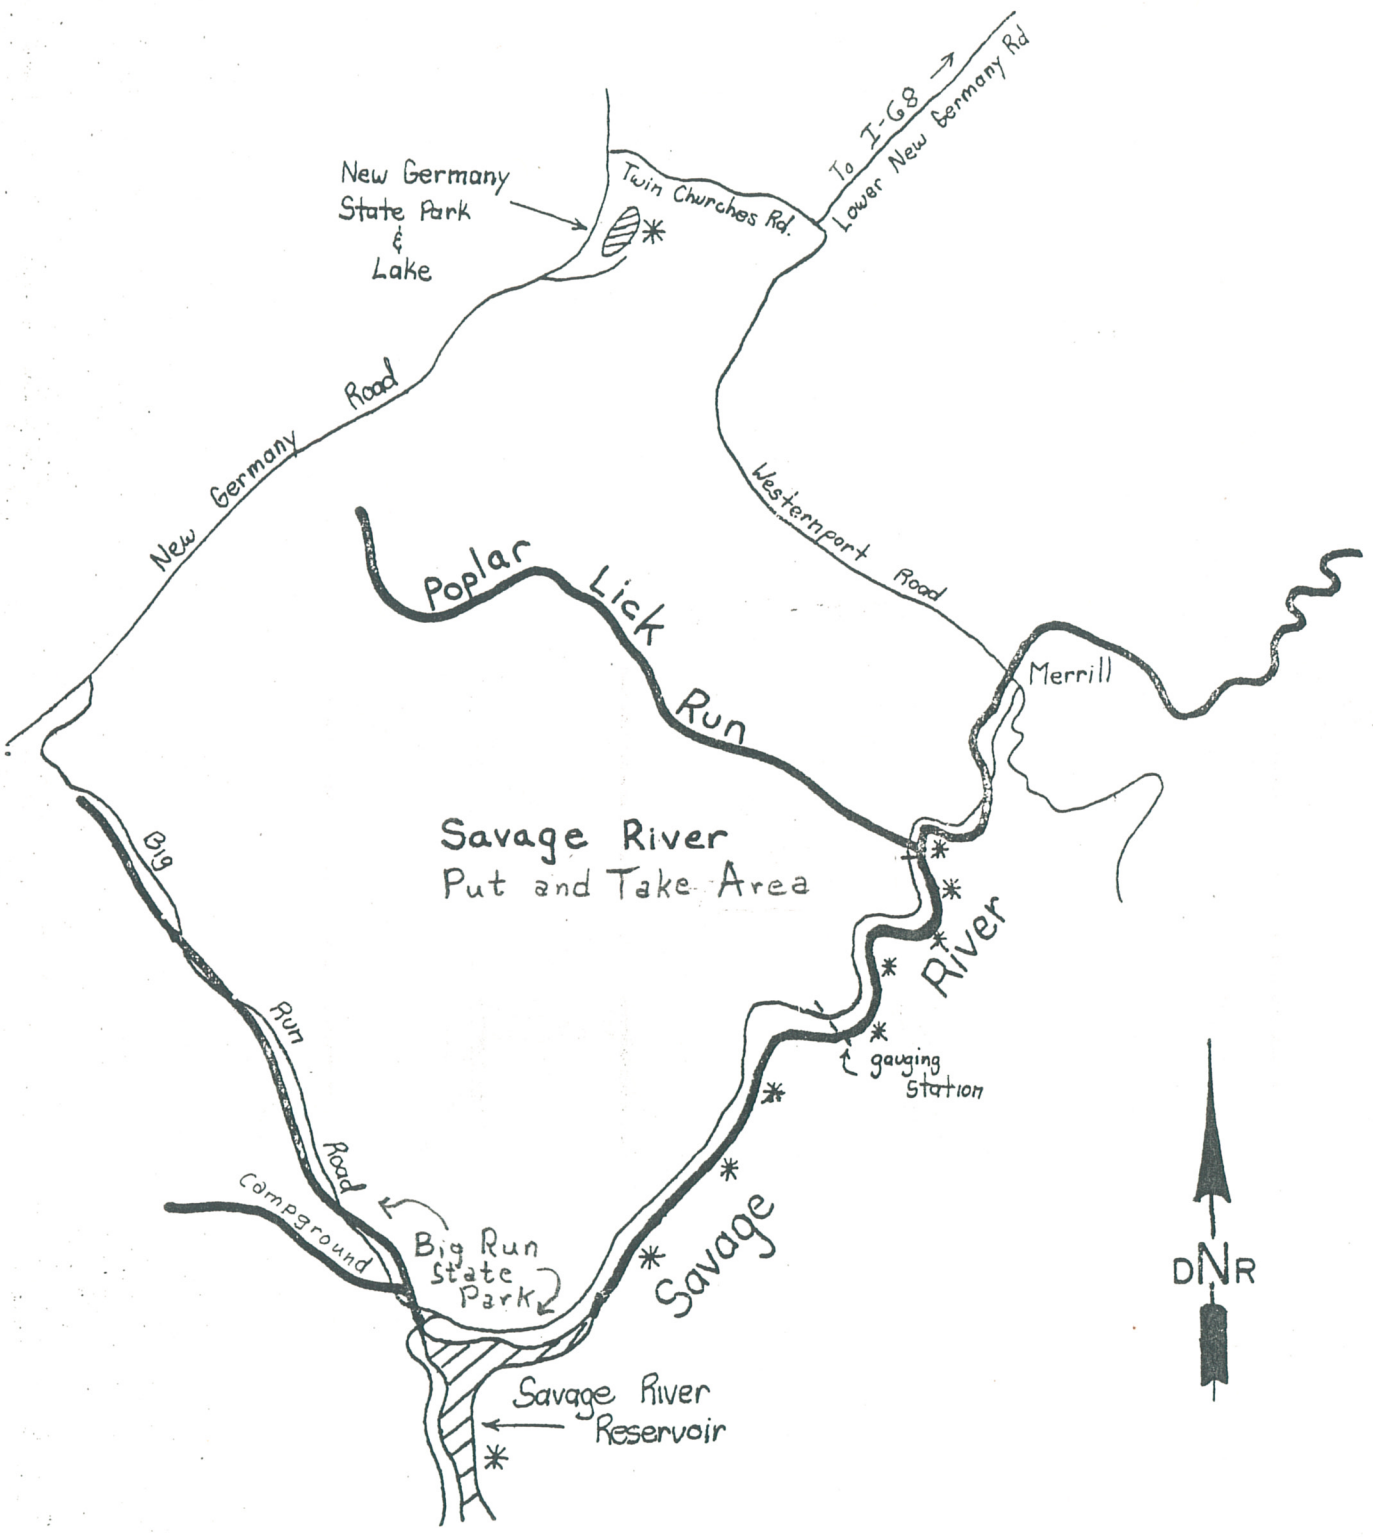 To I-68
Lower New Germany Rd
New Germany
State Park
&
Lake
Twin Churches Rd.
New Germany Road
Westernport Road
Poplar Lick Run
Merrill
Savage River
Put and Take Area
Big Run Road
Savage River
gauging
station
Campground
Big Run
State
Park
DNR
Savage River
Reservoir